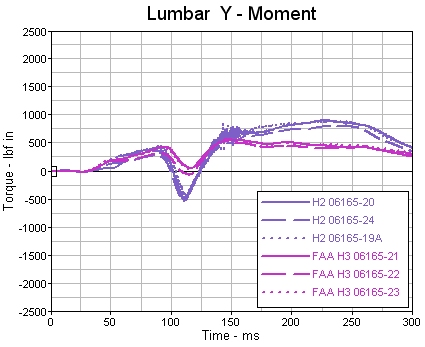 Lumbar Y - Moment
2500
2000
1500
1000
500
0
-500
-1000
-1500
-2000
-2500
Torque - lbf in
H2 06165-20
H2 06165-24
H2 06165-19A
FAA H3 06165-21
FAA H3 06165-22
FAA H3 06165-23
0 50 100 150 200 250 300
Time - ms